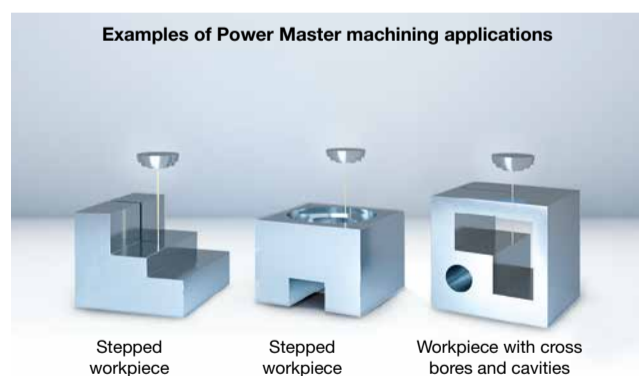 Examples of Power Master machining applications
Stepped
workpiece
Stepped
workpiece
Workpiece with cross
bores and cavities